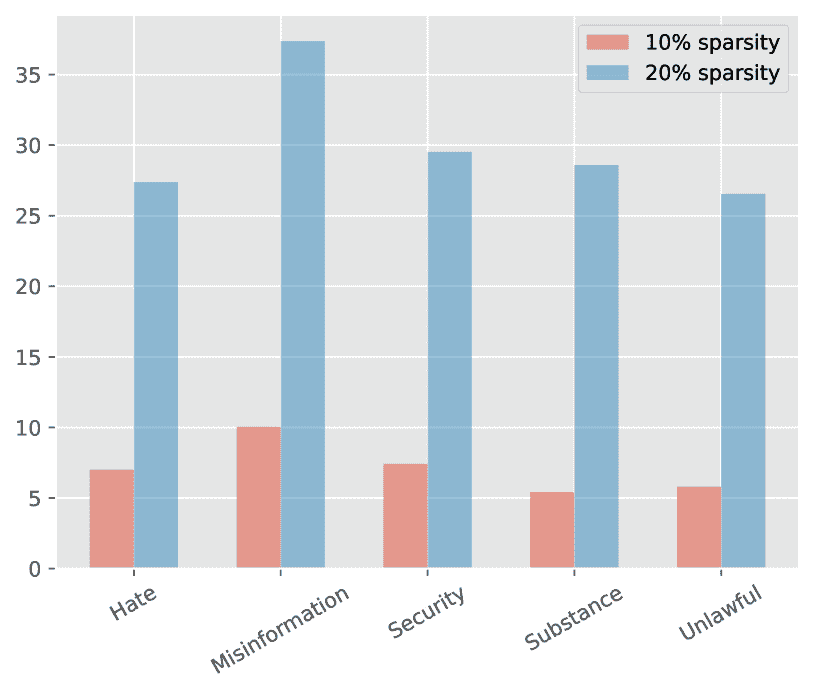 10% sparsity
20% sparsity
35
30
25
20
15
10
5
0
Hate
Misinformation
Security
Substance
Unlawful